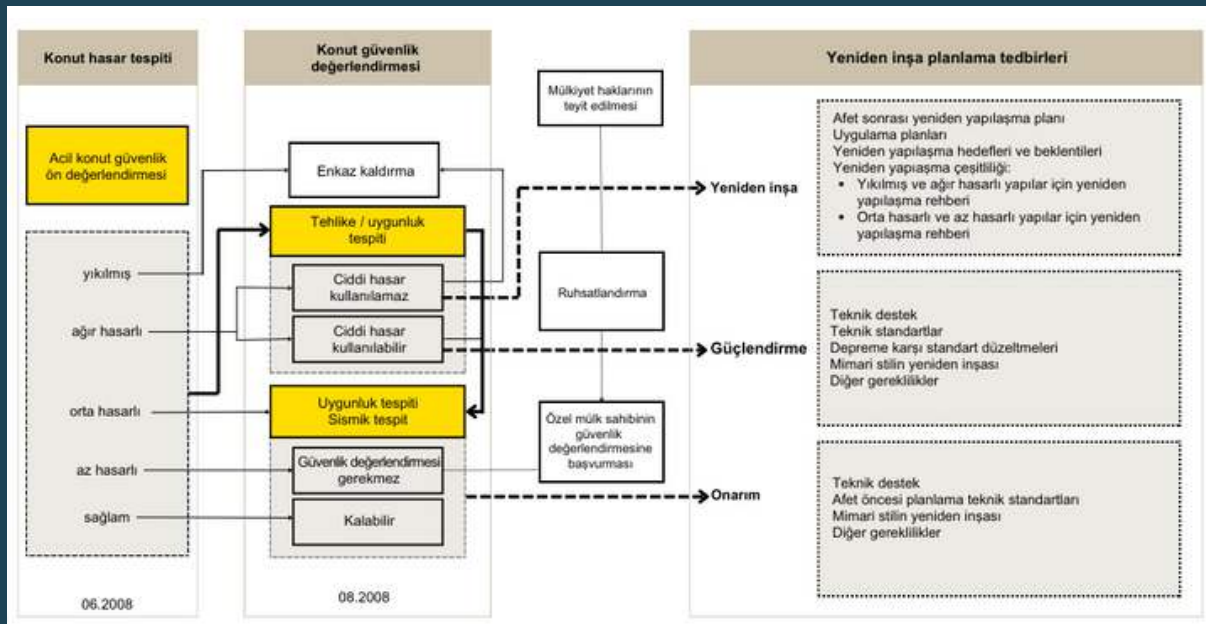 Konut hasar tespiti
Acil konut güvenlik
ön değerlendirmesi
yıkılmış
ağır hasarlı
orta hasarlı
az hasarlı
sağlam
06.2008
Konut güvenlik
değerlendirmesi
Enkaz kaldırma
Tehlike / uygunluk
tespiti
Ciddi hasar
kullanılamaz
Ciddi hasar
kullanılabilir
Uygunluk tespiti
Sismik tespit
Güvenlik değerlendirmesi
gerekmez
Kalabilir
08.2008
Mülkiyet haklarının
teyit edilmesi
Ruhsatlandırma
Özel mülk sahibinin
güvenlik
değerlendirmesine
başvurması
Yeniden inşa
Güçlendirme
Onarım
Yeniden inşa planlama tedbirleri
Afet sonrası yeniden yapılaşma planı
Uygulama planları
Yeniden yapılaşma hedefleri ve beklentileri
Yeniden yapıaşma çeşitliliği:
• Yıkılmış ve ağır hasarlı yapılar için yeniden
yapılaşma rehberi
• Orta hasarlı ve az hasarlı yapılar için yeniden
yapılaşma rehberi
Teknik destek
Teknik standartlar
Depreme karşı standart düzeltmeleri
Mimari stilin yeniden inşası
Diğer gereklilikler
Teknik destek
Afet öncesi planlama teknik standartları
Mimari stilin yeniden inşası
Diğer gereklilikler